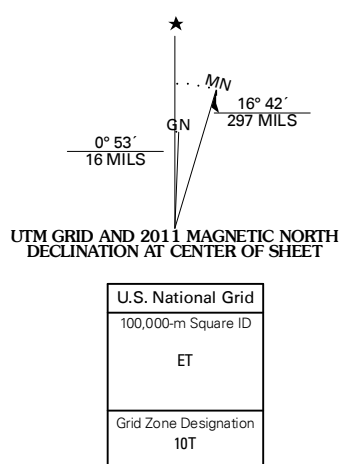 ★
MN
GN
16° 42´
297 MILS
0° 53´
16 MILS
UTM GRID AND 2011 MAGNETIC NORTH
DECLINATION AT CENTER OF SHEET
U.S. National Grid
100,000-m Square ID
ET
Grid Zone Designation
10T